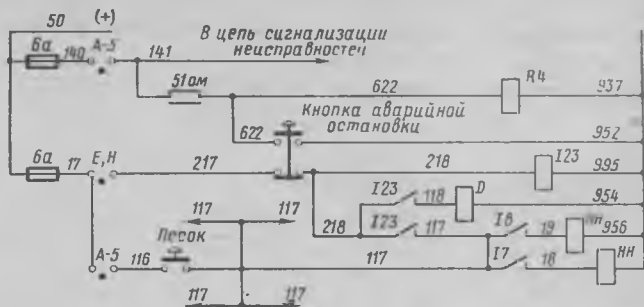 50 (+)
В цепь сигнализации
неисправностей
6а 140 А-5 141
51ом 622 R4 937
Кнопка аварийной
остановки
622 952
6а 17 Е,Н 217 218 I23 995
I23 118 D 954
117 117 218 I23 117 I6 19 956
Песок
А-5 116 117 I7 18 НН
117 117